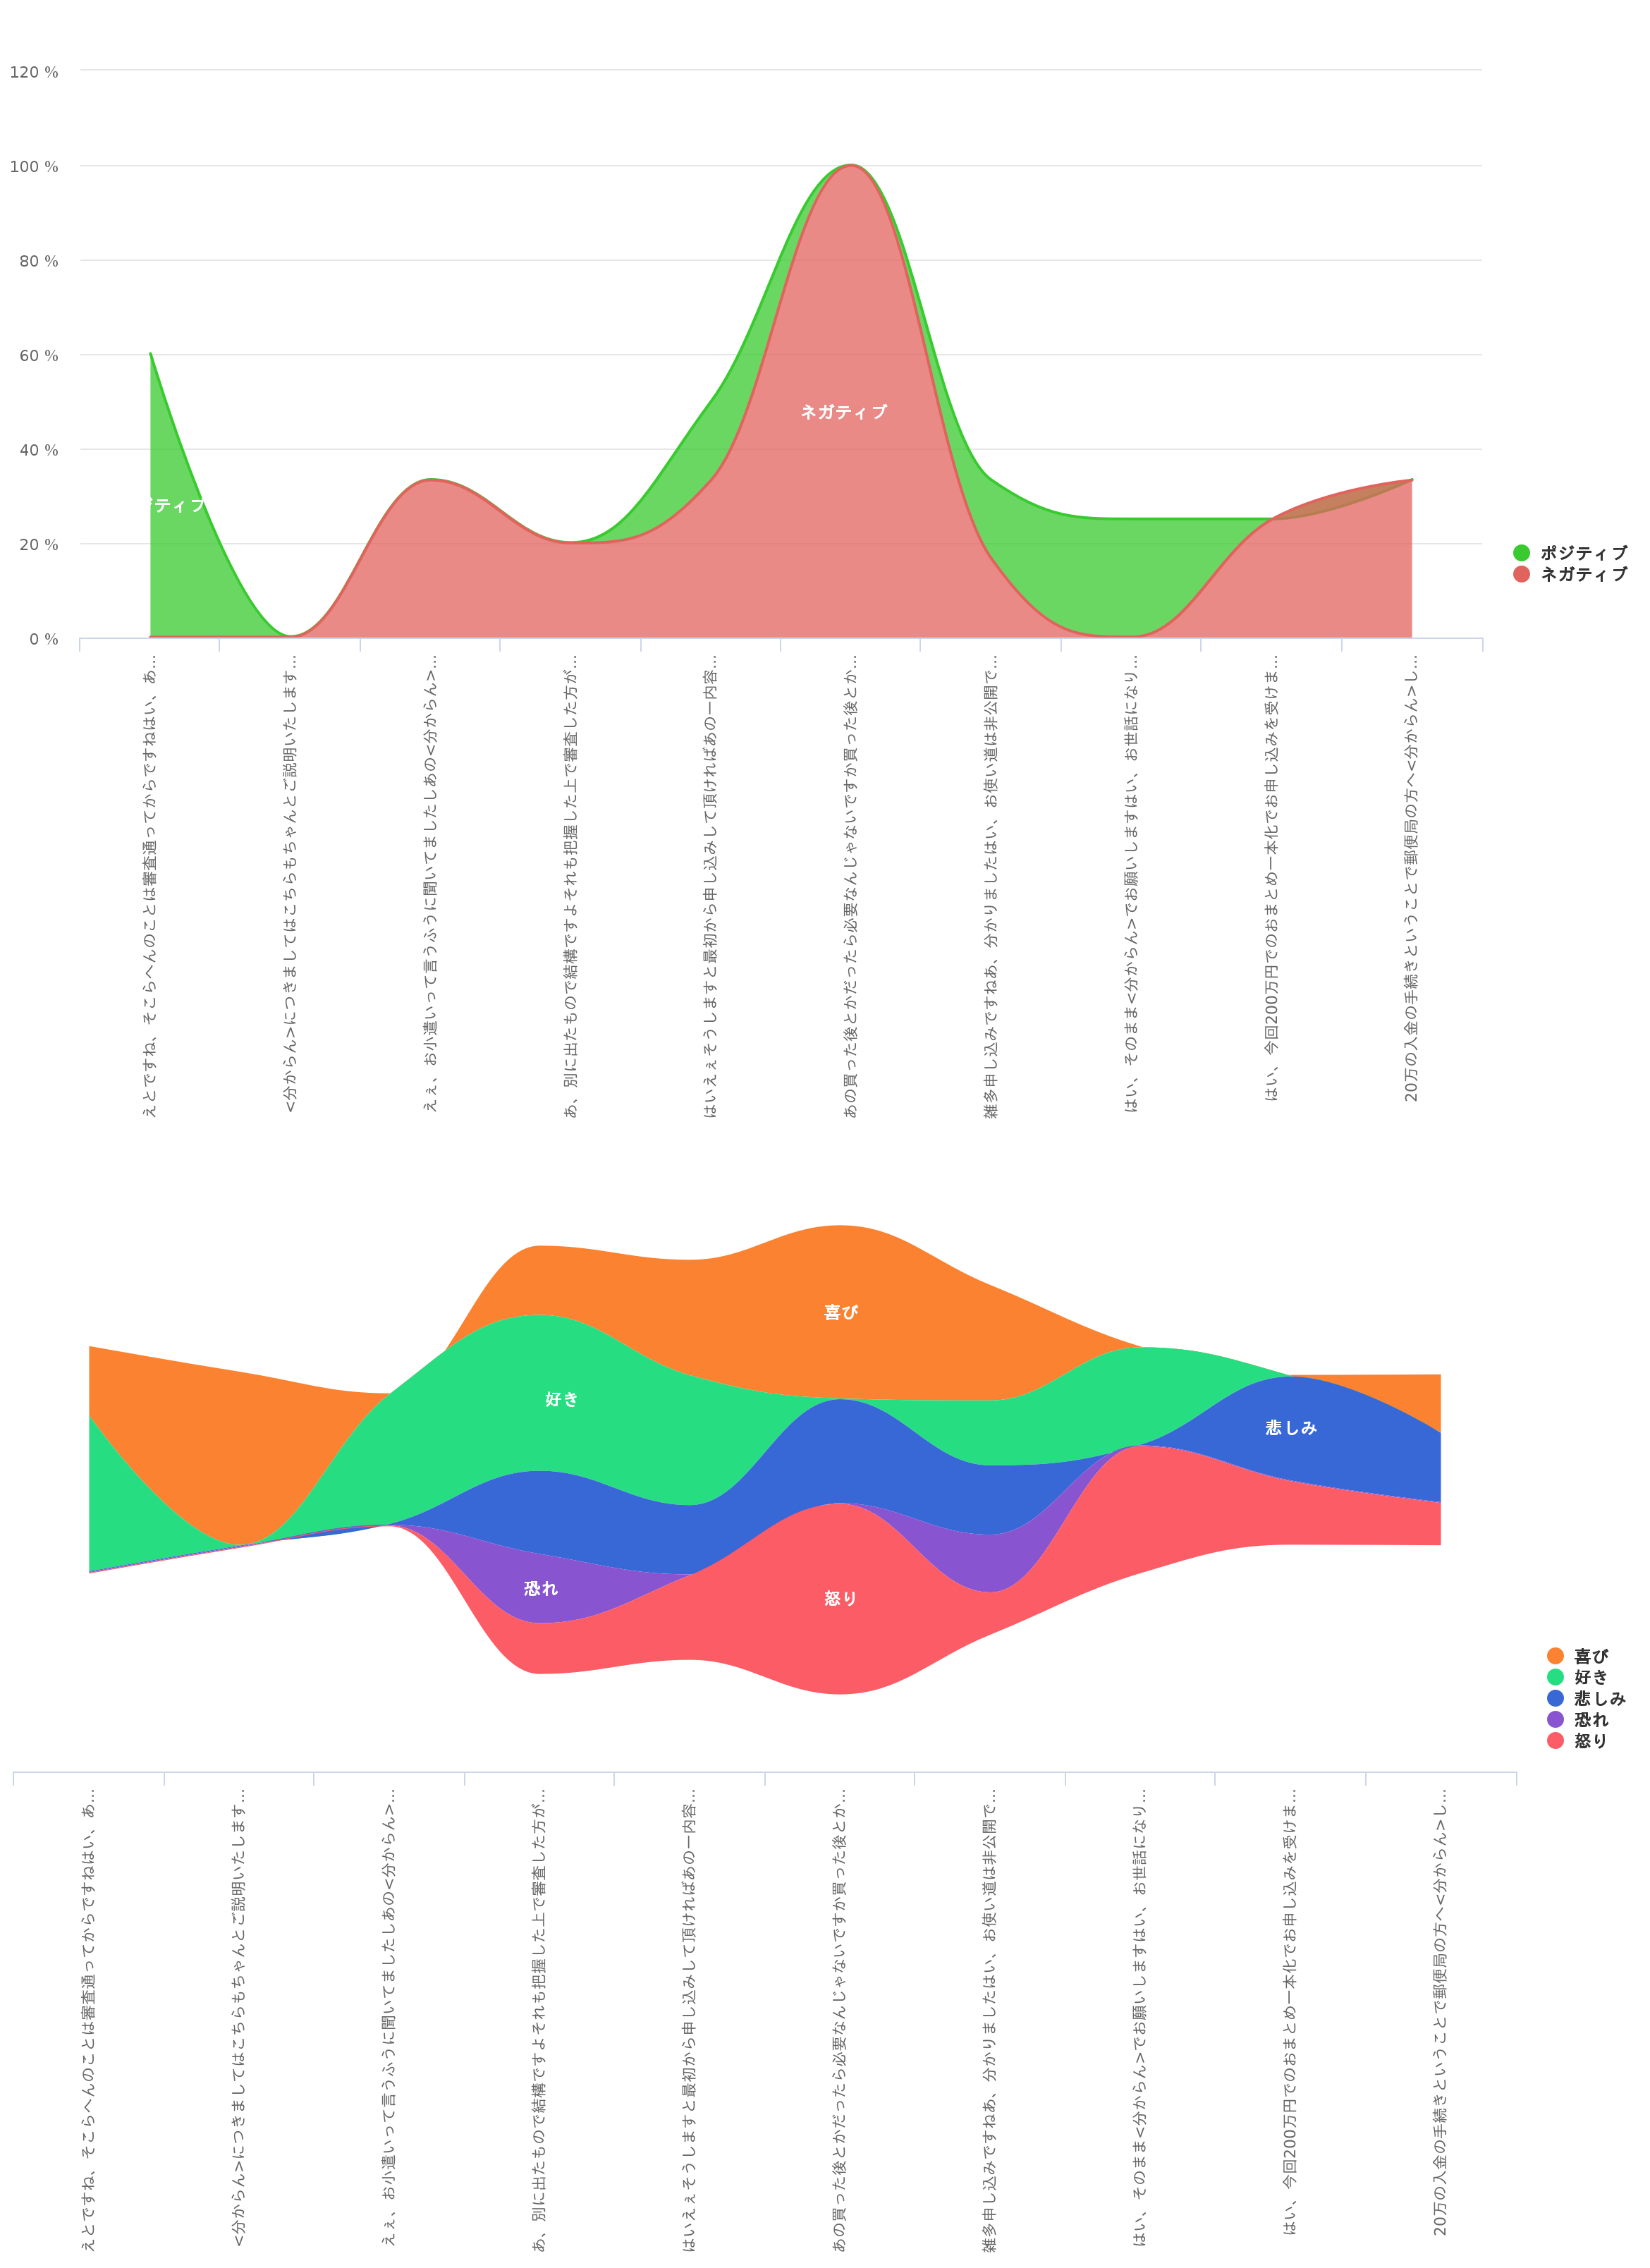 120 %
100 %
80 %
60 %
40 %
20 %
0 %
ティブ
ネガティブ
ポジティブ
ネガティブ
えとですね、そこらへんのことは審査通ってからですねはい、あ…
<分からん>につきましてはこちらもちゃんとご説明いたします…
えぇ、お小遣いって言うふうに聞いてましたしあの<分からん>…
あ、別に出たもので結構ですよそれも把握した上で審査した方が…
はいえぇそうしますと最初から申し込みして頂ければあの一内容…
あの買った後とかだったら必要なんじゃないですか買った後とか…
雑多申し込みですねあ、分かりましたはい、お使い道は非公開で…
はい、そのまま<分からん>でお願いしますはい、お世話になり…
はい、今回200万円でのおまとめ一本化でお申し込みを受けま…
20万の入金の手続きということで郵便局の方へ<分からん>し…
喜び
好き
悲しみ
恐れ
怒り
喜び
好き
悲しみ
恐れ
怒り
えとですね、そこらへんのことは審査通ってからですねはい、あ…
<分からん>につきましてはこちらもちゃんとご説明いたします…
えぇ、お小遣いって言うふうに聞いてましたしあの<分からん>…
あ、別に出たもので結構ですよそれも把握した上で審査した方が…
はいえぇそうしますと最初から申し込みして頂ければあの一内容…
あの買った後とかだったら必要なんじゃないですか買った後とか…
雑多申し込みですねあ、分かりましたはい、お使い道は非公開で…
はい、そのまま<分からん>でお願いしますはい、お世話になり…
はい、今回200万円でのおまとめ一本化でお申し込みを受けま…
20万の入金の手続きということで郵便局の方へ<分からん>し…